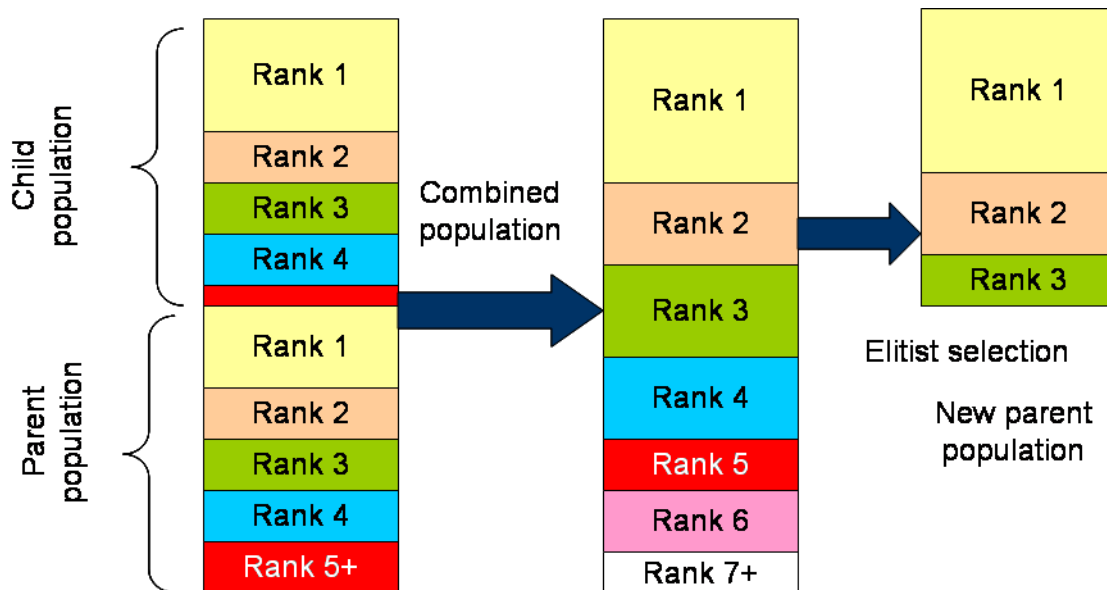 Child
population
Rank 1
Rank 2
Rank 3
Rank 4
Parent
population
Rank 1
Rank 2
Rank 3
Rank 4
Rank 5+
Combined
population
Rank 1
Rank 2
Rank 3
Rank 4
Rank 5
Rank 6
Rank 7+
Rank 1
Rank 2
Rank 3
Elitist selection
New parent
population